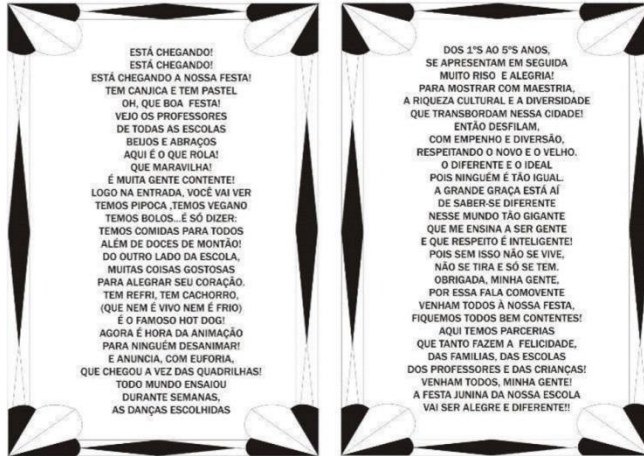 ESTÁ CHEGANDO!
ESTÁ CHEGANDO!
ESTÁ CHEGANDO A NOSSA FESTA!
TEM CANJICA E TEM PASTEL
OH, QUE BOA FESTA!
VEJO OS PROFESSORES
DE TODAS AS ESCOLAS
BEIJOS E ABRAÇOS
AQUI É O QUE ROLA!
QUE MARAVILHA!
É MUITA GENTE CONTENTE!
LOGO NA ENTRADA, VOCÊ VAI VER
TEMOS PIPOCA ,TEMOS VEGANO
TEMOS BOLOS...É SÓ DIZER:
TEMOS COMIDAS PARA TODOS
ALÉM DE DOCES DE MONTÃO!
DO OUTRO LADO DA ESCOLA,
MUITAS COISAS GOSTOSAS
PARA ALEGRAR SEU CORAÇÃO.
TEM REFRI, TEM CACHORRO,
(QUE NEM É VIVO NEM É FRIO)
É O FAMOSO HOT DOG!
AGORA É HORA DA ANIMAÇÃO
PARA NINGUÉM DESANIMAR!
E ANUNCIA, COM EUFORIA,
QUE CHEGOU A VEZ DAS QUADRILHAS!
TODO MUNDO ENSAIOU
DURANTE SEMANAS,
AS DANÇAS ESCOLHIDAS
DOS 1ºS AO 5ºS ANOS,
SE APRESENTAM EM SEGUIDA
MUITO RISO E ALEGRIA!
PARA MOSTRAR COM MAESTRIA,
A RIQUEZA CULTURAL E A DIVERSIDADE
QUE TRANSBORDAM NESSA CIDADE!
ENTÃO DESFILAM,
COM EMPENHO E DIVERSÃO,
RESPEITANDO O NOVO E O VELHO.
O DIFERENTE E O IDEAL
POIS NINGUÉM É TÃO IGUAL.
A GRANDE GRAÇA ESTÁ AÍ
DE SABER-SE DIFERENTE
NESSE MUNDO TÃO GIGANTE
QUE ME ENSINA A SER GENTE
E QUE RESPEITO É INTELIGENTE!
POIS SEM ISSO NÃO SE VIVE,
NÃO SE TIRA E SÓ SE TEM.
OBRIGADA, MINHA GENTE,
POR ESSA FALA COMOVENTE
VENHAM TODOS À NOSSA FESTA,
FIQUEMOS TODOS BEM CONTENTES!
AQUI TEMOS PARCERIAS
QUE TANTO FAZEM A FELICIDADE,
DAS FAMILIAS, DAS ESCOLAS
DOS PROFESSORES E DAS CRIANÇAS!
VENHAM TODOS, MINHA GENTE!
A FESTA JUNINA DA NOSSA ESCOLA
VAI SER ALEGRE E DIFERENTE!!